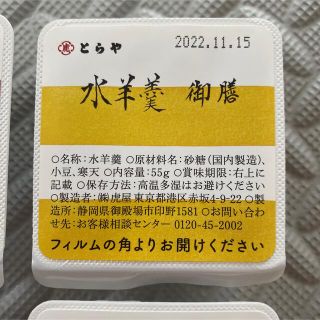 とらや
2022.11.15
水羊羹 御膳
○名称:水羊羹 ○原材料名:砂糖(国内製造)、
小豆、寒天 ○内容量:55g ○賞味期限:右上に
記載 ○保存方法:高温多湿はお避けください
○製造者:㈱虎屋 東京都港区赤坂4-9-22 ○製
造所:静岡県御殿場市印野1581 ○お問い合わ
せ先:お客様相談センター 0120-45-2002
フィルムの角よりお開けください